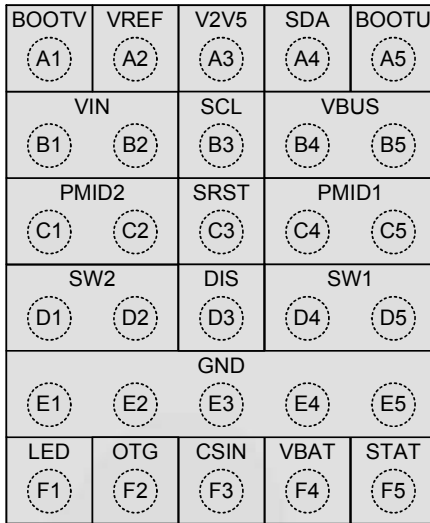 BOOTV VREF V2V5 SDA BOOTU
A1 A2 A3 A4 A5
VIN SCL VBUS
B1 B2 B3 B4 B5
PMID2 SRST PMID1
C1 C2 C3 C4 C5
SW2 DIS SW1
D1 D2 D3 D4 D5
GND
E1 E2 E3 E4 E5
LED OTG CSIN VBAT STAT
F1 F2 F3 F4 F5